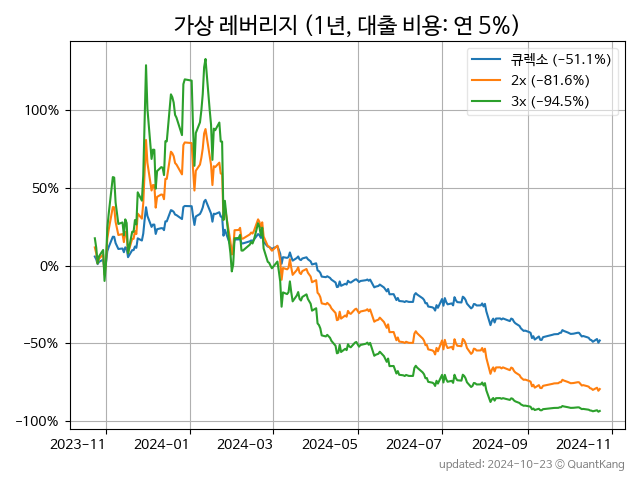 가상 레버리지 (1년, 대출 비용: 연 5%)
큐렉소 (−51.1%)
2x (−81.6%)
3x (−94.5%)
100%
50%
0%
−50%
−100%
2023-11
2024-01
2024-03
2024-05
2024-07
2024-09
2024-11
updated: 2024-10-23 © QuantKang